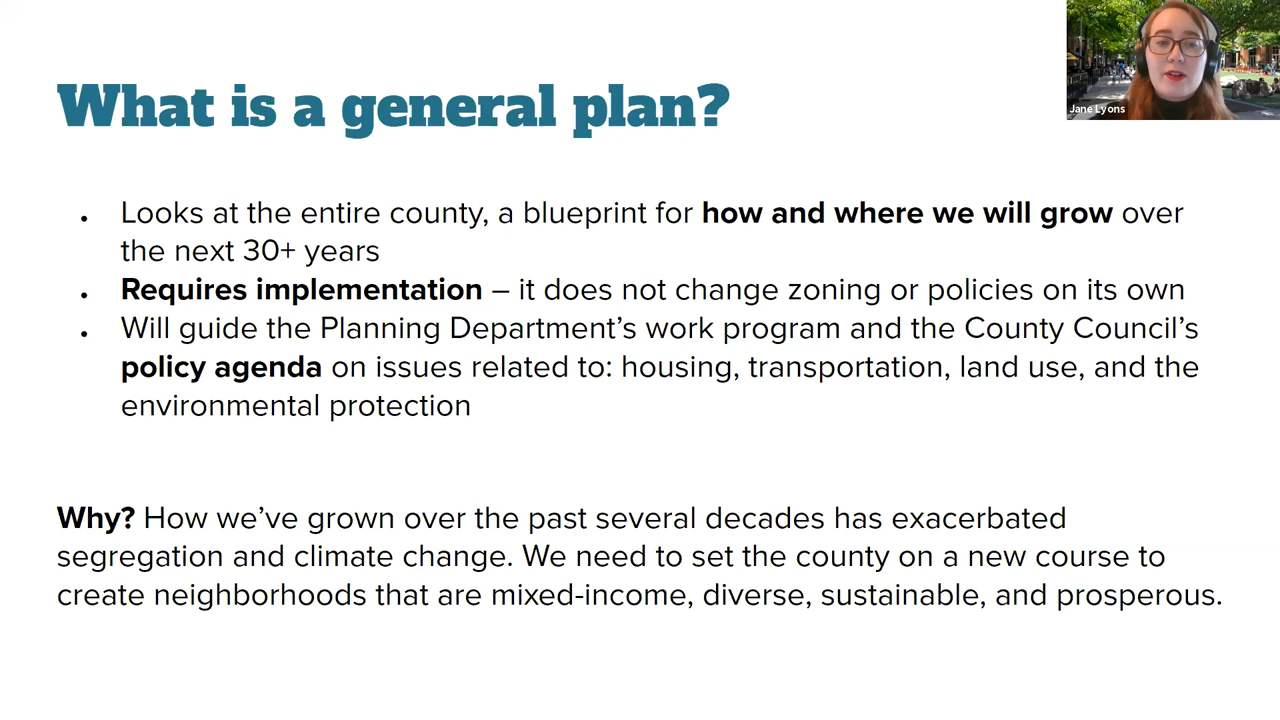 What is a general plan?
Jane Lyons
• Looks at the entire county, a blueprint for how and where we will grow over
the next 30+ years
• Requires implementation – it does not change zoning or policies on its own
• Will guide the Planning Department’s work program and the County Council’s
policy agenda on issues related to: housing, transportation, land use, and the
environmental protection
Why? How we’ve grown over the past several decades has exacerbated
segregation and climate change. We need to set the county on a new course to
create neighborhoods that are mixed-income, diverse, sustainable, and prosperous.